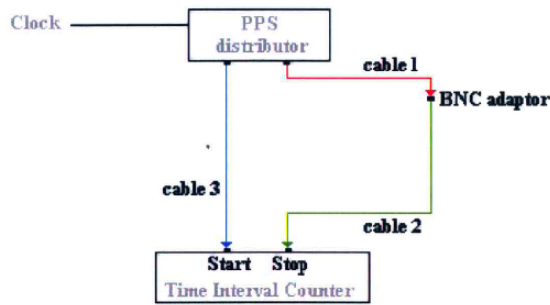 Clock
PPS
distributor
cable 1
BNC adaptor
cable 3
cable 2
Start Stop
Time Interval Counter